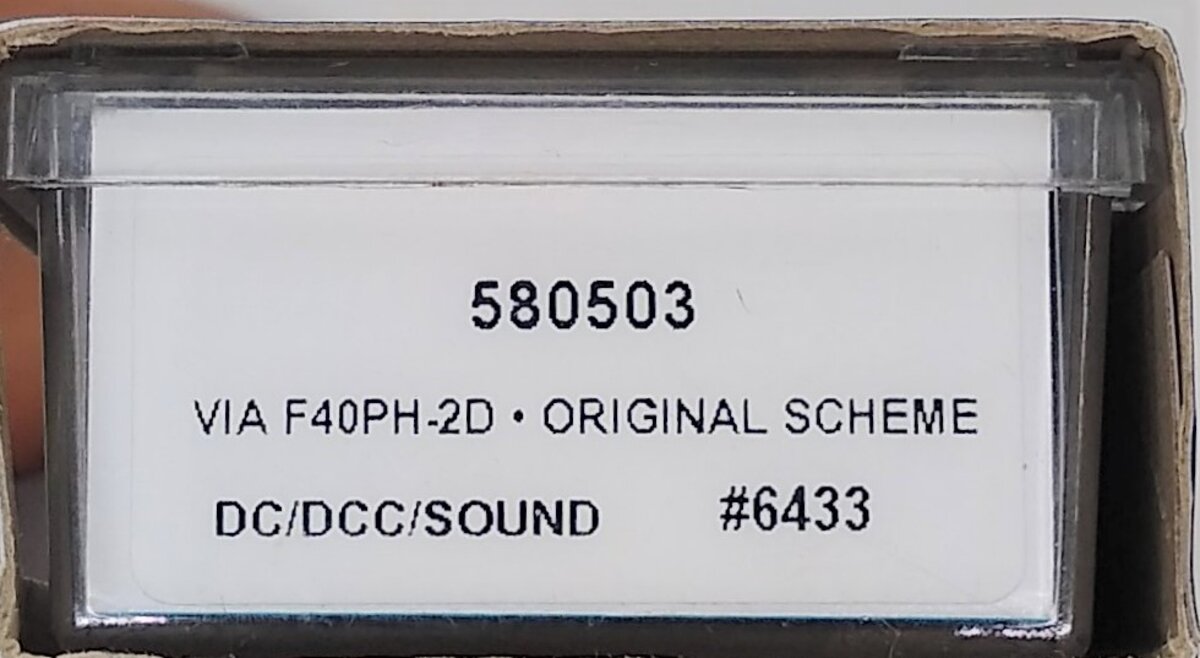 580503
VIA F40PH-2D • ORIGINAL SCHEME
DC/DCC/SOUND #6433